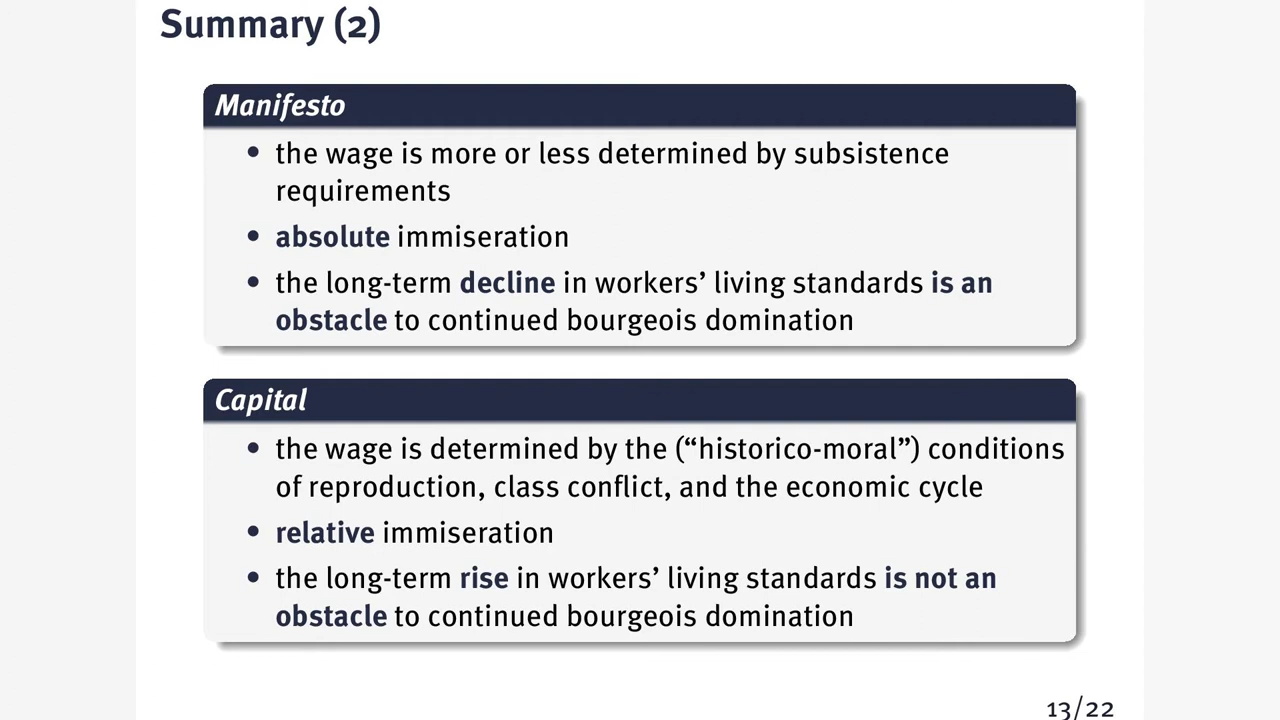 Summary (2)
Manifesto
• the wage is more or less determined by subsistence
requirements
• absolute immiseration
• the long-term decline in workers’ living standards is an
obstacle to continued bourgeois domination
Capital
• the wage is determined by the (“historico-moral”) conditions
of reproduction, class conflict, and the economic cycle
• relative immiseration
• the long-term rise in workers’ living standards is not an
obstacle to continued bourgeois domination
13/22